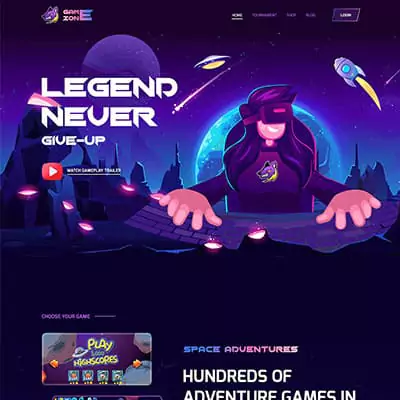 GAME
ZONE
HOME TOURNAMENT SHOP BLOG LOGIN
LEGEND
NEVER
GIVE-UP
WATCH GAMEPLAY TRAILER
CHOOSE YOUR GAME
PLAY
HIGHSCORES
SPACE ADVENTURES
HUNDREDS OF
ADVENTURE GAMES IN